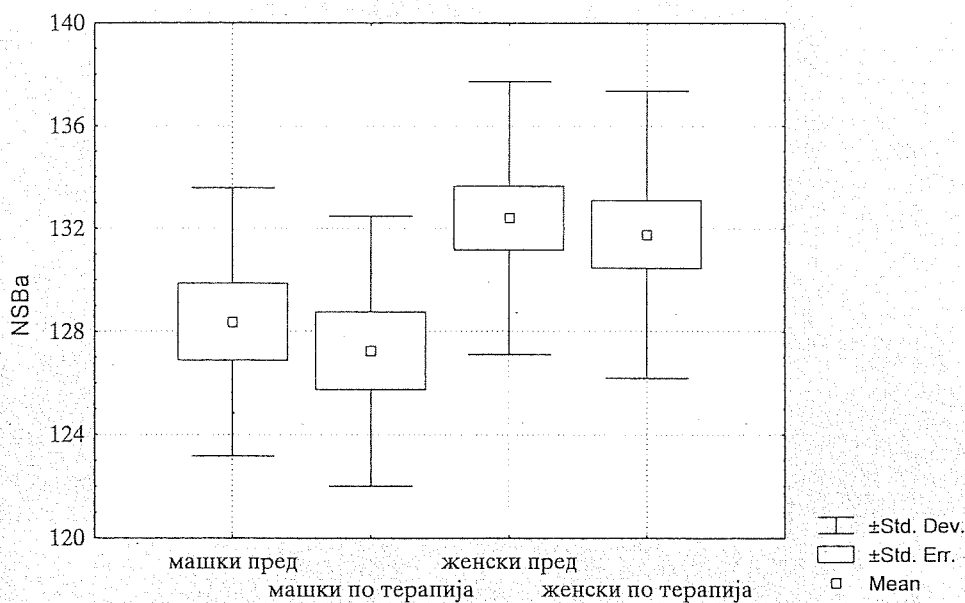 140
136
132
128
124
120
NSBa
машки пред
машки по терапија
женски пред
женски по терапија
±Std. Dev.
±Std. Err.
Mean